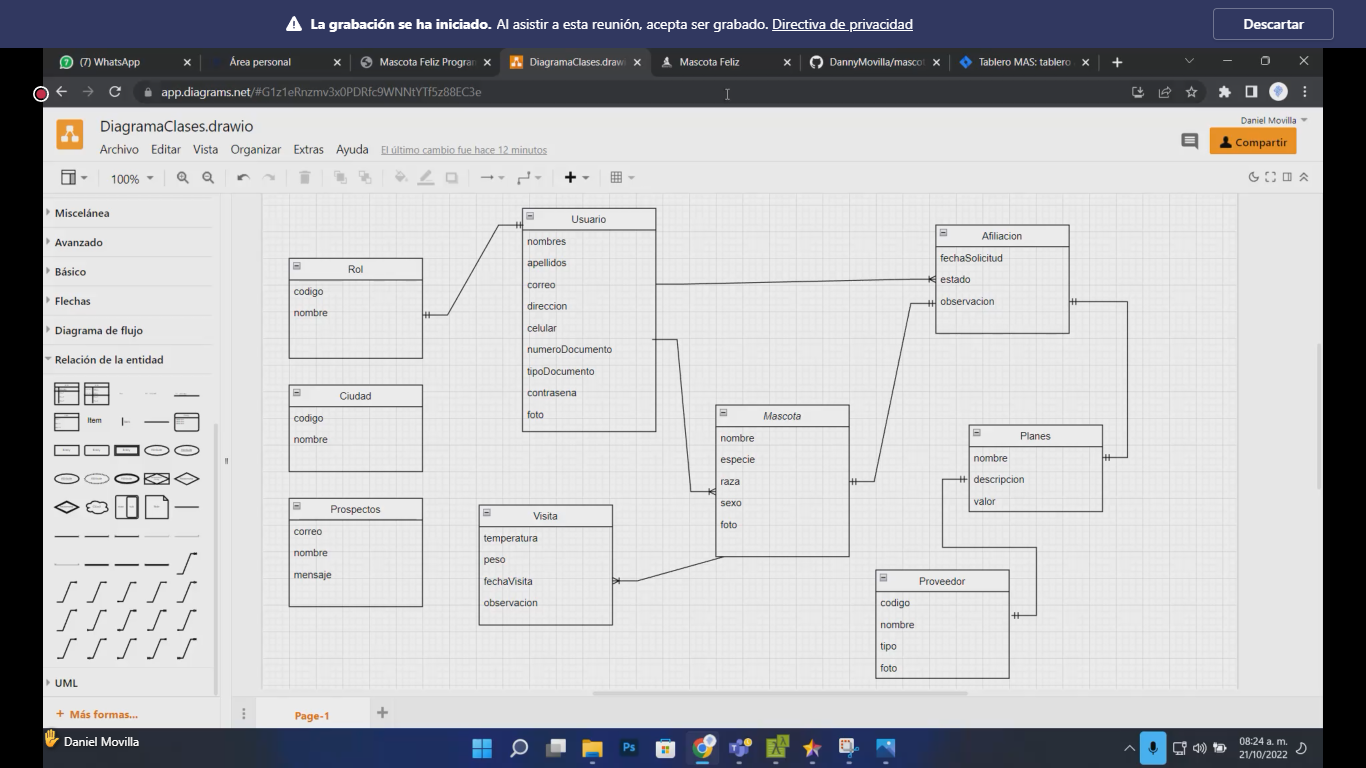 La grabación se ha iniciado. Al asistir a esta reunión, acepta ser grabado. Directiva de privacidad
Descartar
(7) WhatsApp
Área personal
Mascota Feliz Progran
DiagramaClases.draw
Mascota Feliz
DannyMovilla/mascot
Tablero MAS: tablero
app.diagrams.net/#G1z1eRnzmv3x0PDRfc9WNNtYTf5z88EC3e
DiagramaClases.drawio
Daniel Movilla
Archivo Editar Vista Organizar Extras Ayuda El último cambio fue hace 12 minutos
Compartir
100%
Miscelánea
Avanzado
Básico
Flechas
Diagrama de flujo
Relación de la entidad
Item
UML
+ Más formas...
Rol
codigo
nombre
Ciudad
codigo
nombre
Prospectos
correo
nombre
mensaje
Usuario
nombres
apellidos
correo
direccion
celular
numeroDocumento
tipoDocumento
contrasena
foto
Visita
temperatura
peso
fechaVisita
observacion
Mascota
nombre
especie
raza
sexo
foto
Afiliacion
fechaSolicitud
estado
observacion
Planes
nombre
descripcion
valor
Proveedor
codigo
nombre
tipo
foto
Page-1
Daniel Movilla
Ps
08:24 a. m.
21/10/2022